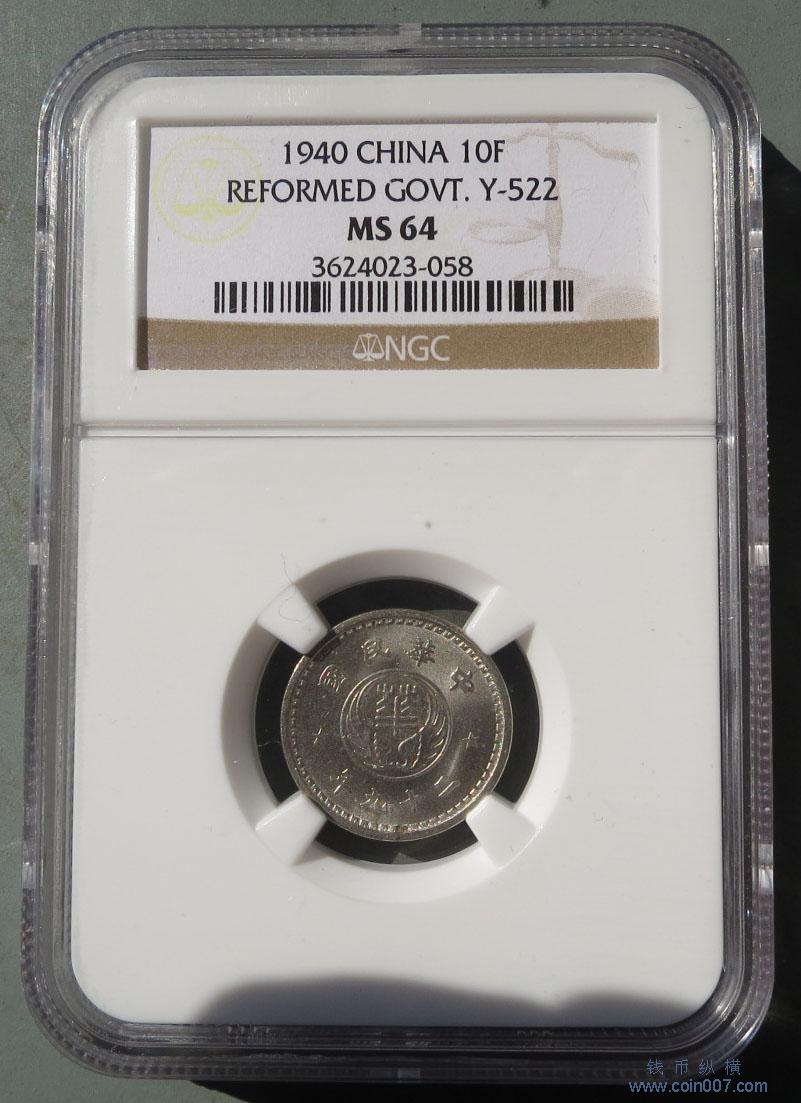 1940 CHINA 10F
REFORMED GOVT. Y-522
MS 64
3624023-058
NGC
國民華中
華
年九十二
钱币纵横
www.coin007.com